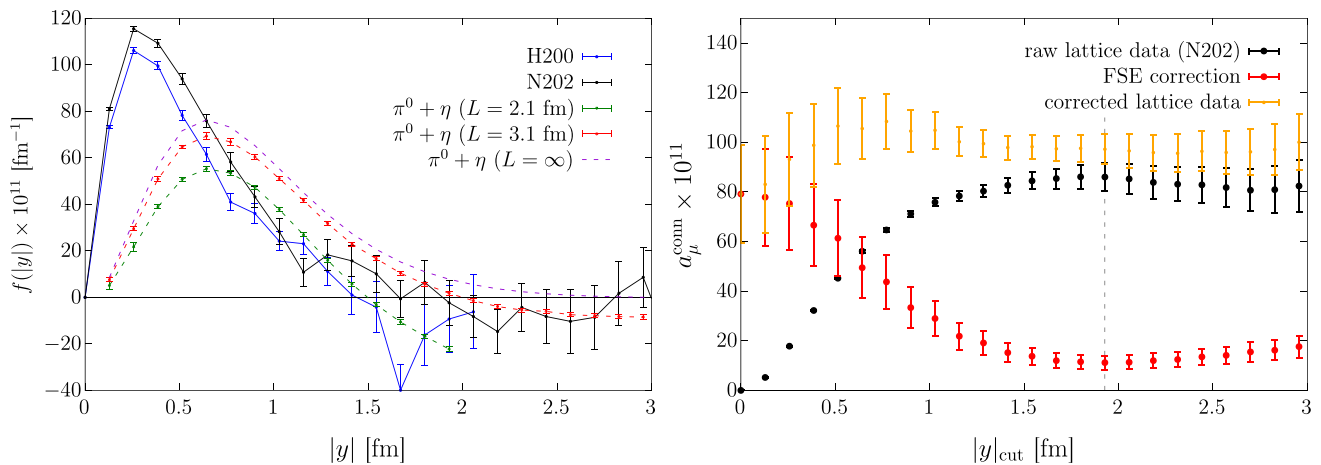 120
100
80
60
40
20
0
−20
−40
0
0.5
1
1.5
2
2.5
3
f(|y|) × 10¹¹ [fm⁻¹]
|y| [fm]
H200
N202
π⁰ + η (L = 2.1 fm)
π⁰ + η (L = 3.1 fm)
π⁰ + η (L = ∞)
140
120
100
80
60
40
20
0
0
0.5
1
1.5
2
2.5
3
a_μ^conn × 10¹¹
|y|_cut [fm]
raw lattice data (N202)
FSE correction
corrected lattice data